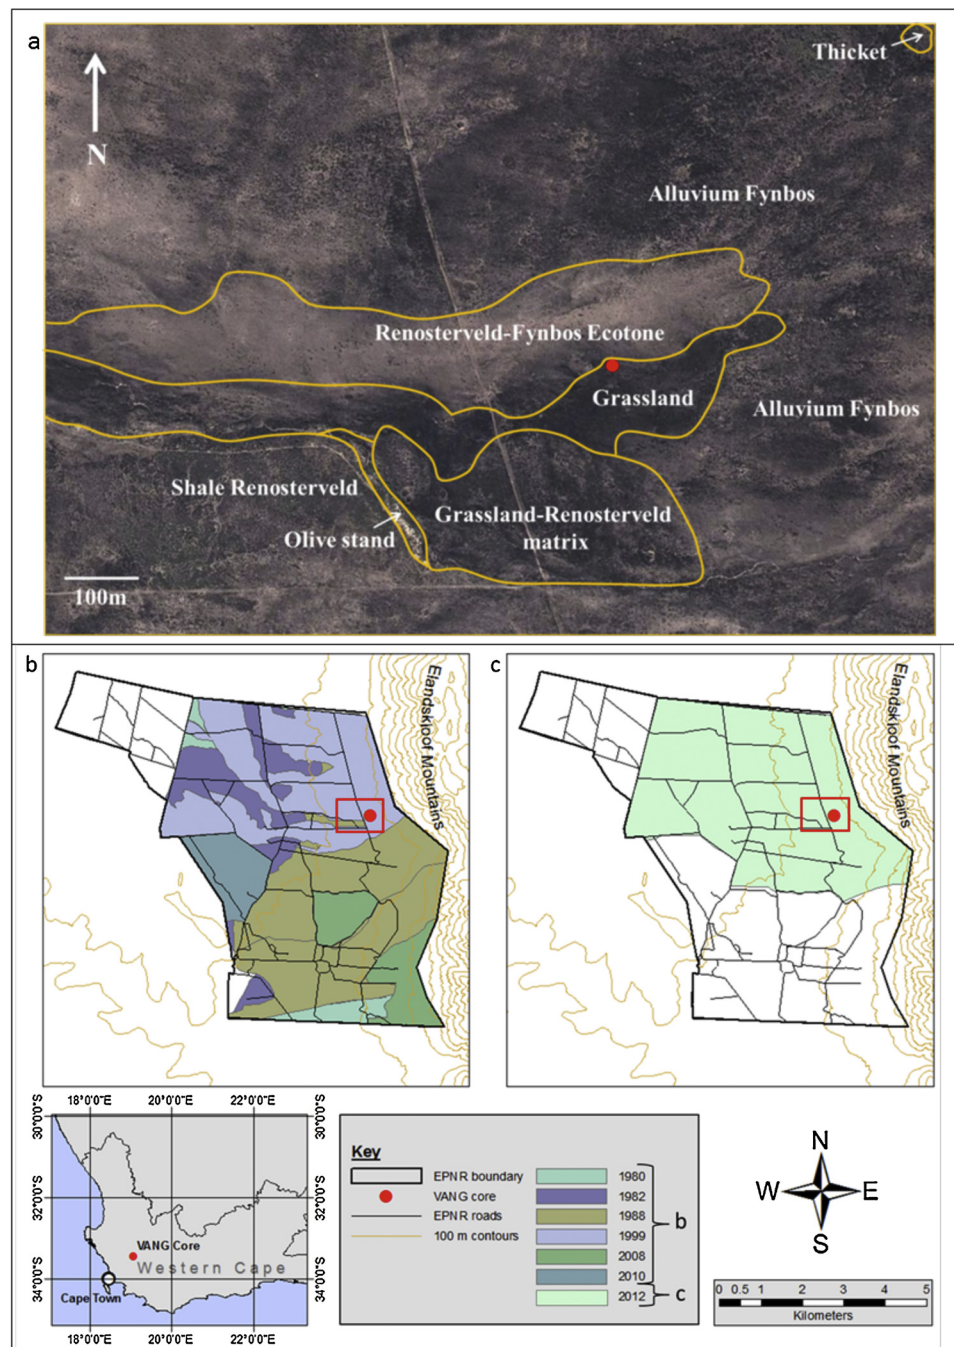 a
Thicket
N
Alluvium Fynbos
Renosterveld-Fynbos Ecotone
Grassland
Alluvium Fynbos
Shale Renosterveld
Grassland-Renosterveld
matrix
Olive stand
100m
b
Elandskloof Mountains
c
Elandskloof Mountains
18°0'0"E 20°0'0"E 22°0'0"E
30°0'0"S
32°0'0"S
34°0'0"S
30°0'0"S
32°0'0"S
34°0'0"S
VANG Core
Western Cape
Cape Town
18°0'0"E 20°0'0"E 22°0'0"E
Key
EPNR boundary
VANG core
EPNR roads
100 m contours
1980
1982
1988
1999
2008
2010
2012
b
c
N
W E
S
0 0.5 1 2 3 4 5
Kilometers